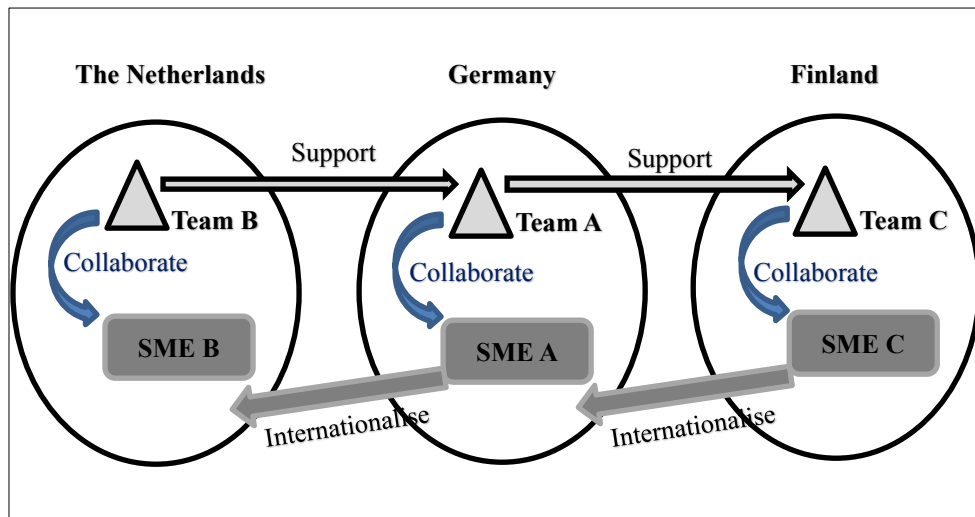 The Netherlands
Germany
Finland
Support
Support
Team B
Team A
Team C
Collaborate
Collaborate
Collaborate
SME B
SME A
SME C
Internationalise
Internationalise